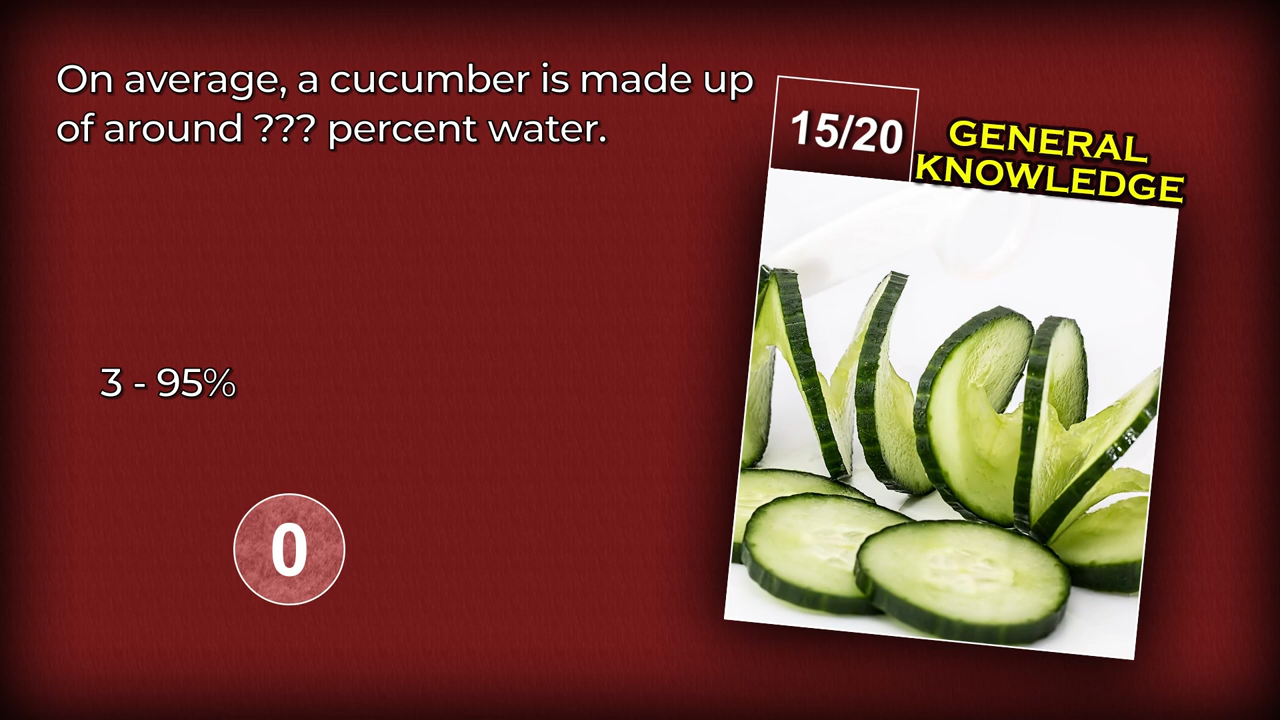 On average, a cucumber is made up
of around ??? percent water.
15/20
GENERAL
KNOWLEDGE
3 - 95%
0